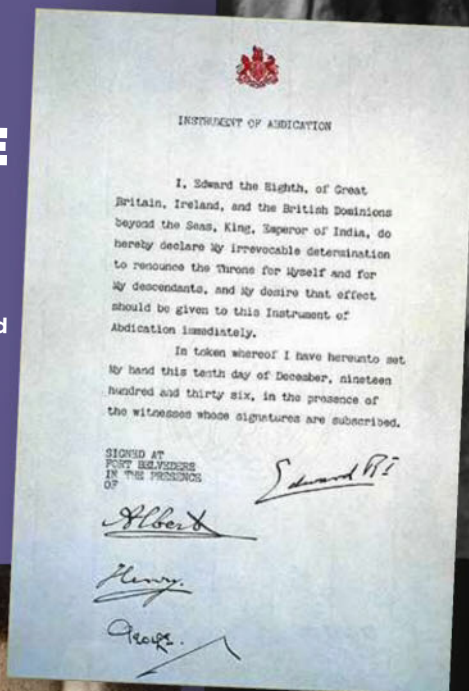 E
d
INSTRUMENT OF ABDICATION
I, Edward the Eighth, of Great
Britain, Ireland, and the British Dominions
beyond the Seas, King, Emperor of India, do
hereby declare My irrevocable determination
to renounce the Throne for Myself and for
My descendants, and My desire that effect
should be given to this Instrument of
Abdication immediately.
In token whereof I have hereunto set
My hand this tenth day of December, nineteen
hundred and thirty six, in the presence of
the witnesses whose signatures are subscribed.
SIGNED AT
FORT BELVEDERE
IN THE PRESENCE
OF
Edward R I
Albert
Henry.
George.